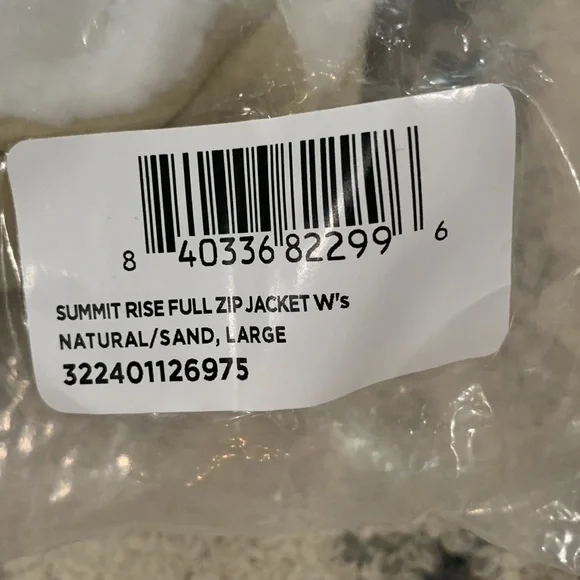 8 40336 82299 6
SUMMIT RISE FULL ZIP JACKET W's
NATURAL/SAND, LARGE
322401126975